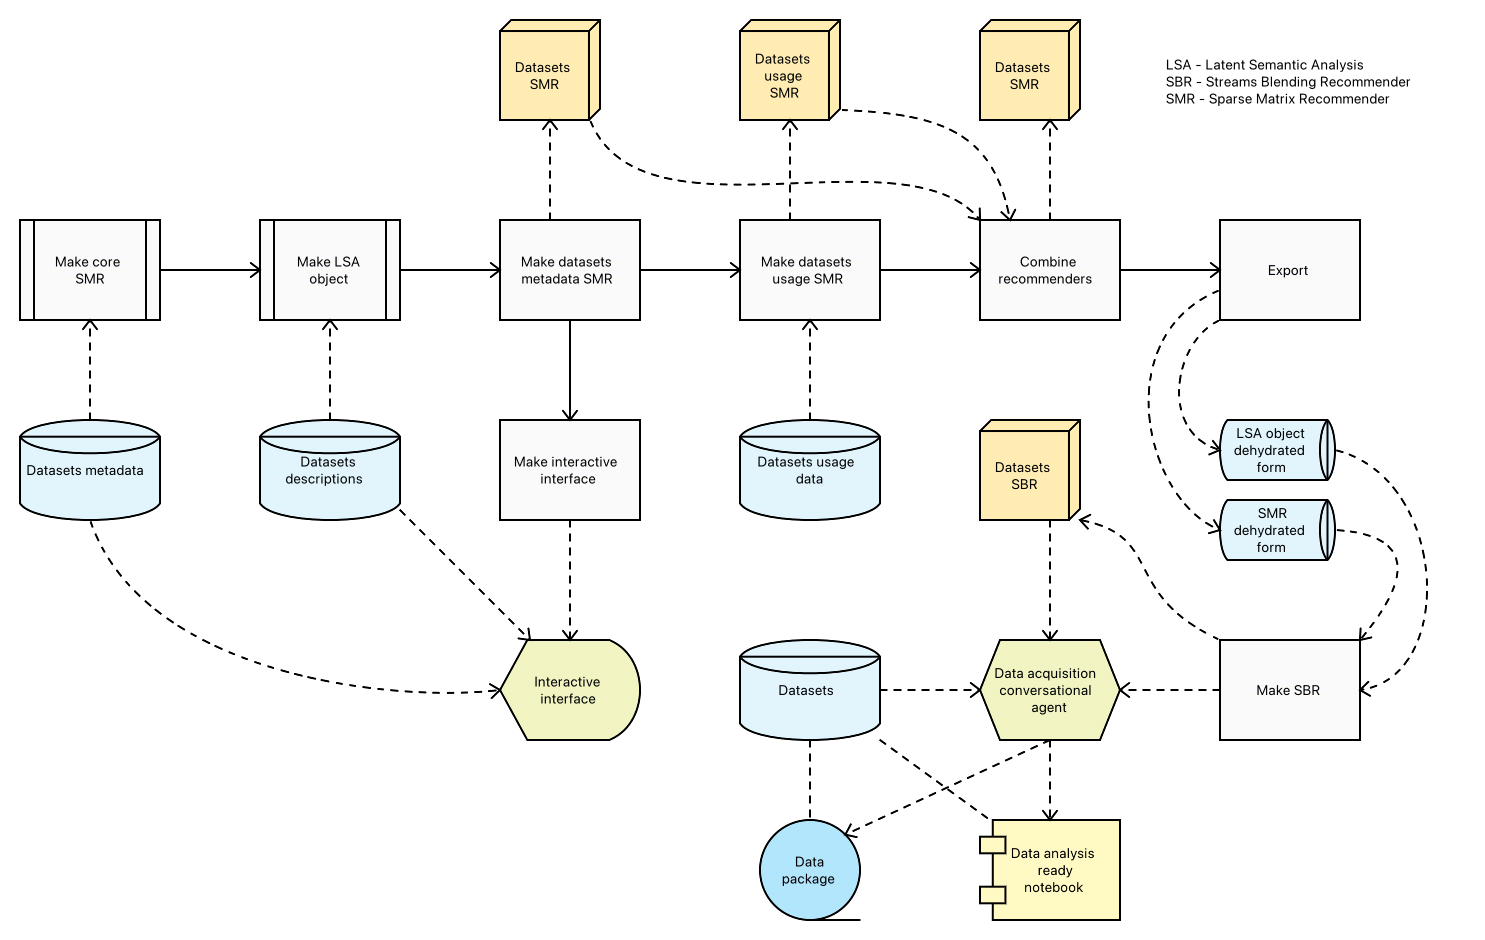 Datasets
SMR
Datasets
usage
SMR
Datasets
SMR
LSA - Latent Semantic Analysis
SBR - Streams Blending Recommender
SMR - Sparse Matrix Recommender
Make core
SMR
Make LSA
object
Make datasets
metadata SMR
Make datasets
usage SMR
Combine
recommenders
Export
Datasets metadata
Datasets
descriptions
Make interactive
interface
Datasets usage
data
Datasets
SBR
LSA object
dehydrated
form
SMR
dehydrated
form
Interactive
interface
Datasets
Data acquisition
conversational
agent
Make SBR
Data
package
Data analysis
ready
notebook